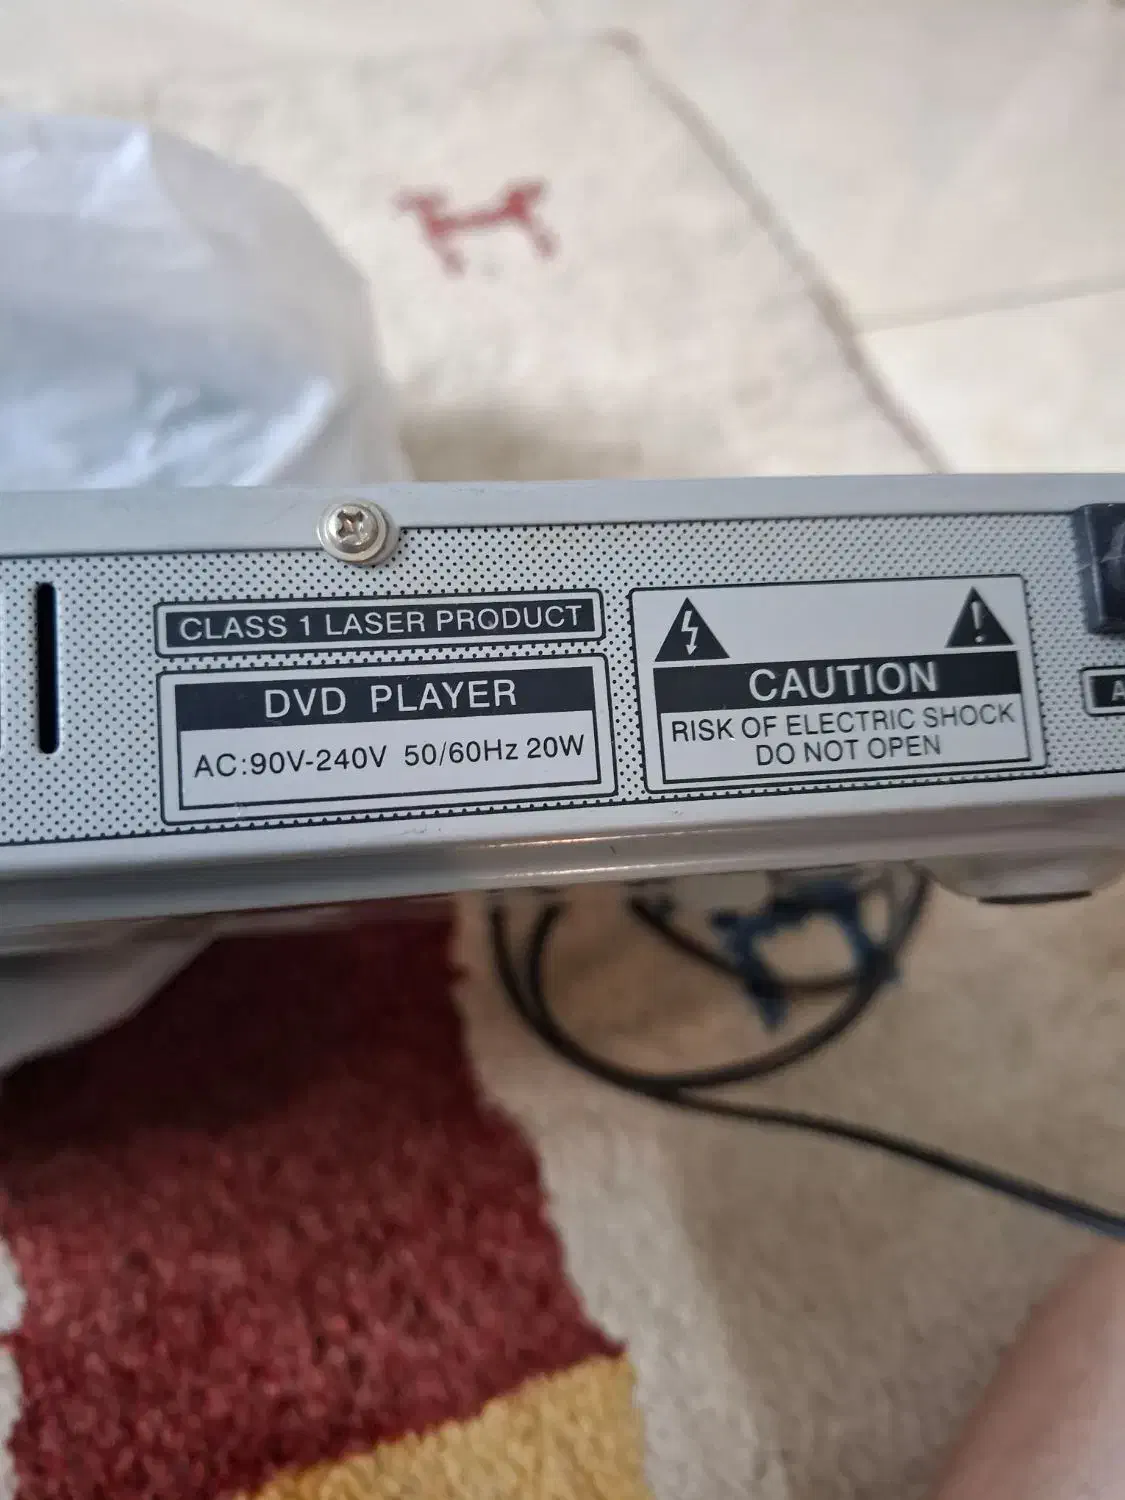 CLASS 1 LASER PRODUCT
DVD PLAYER
AC:90V-240V 50/60Hz 20W
CAUTION
RISK OF ELECTRIC SHOCK
DO NOT OPEN